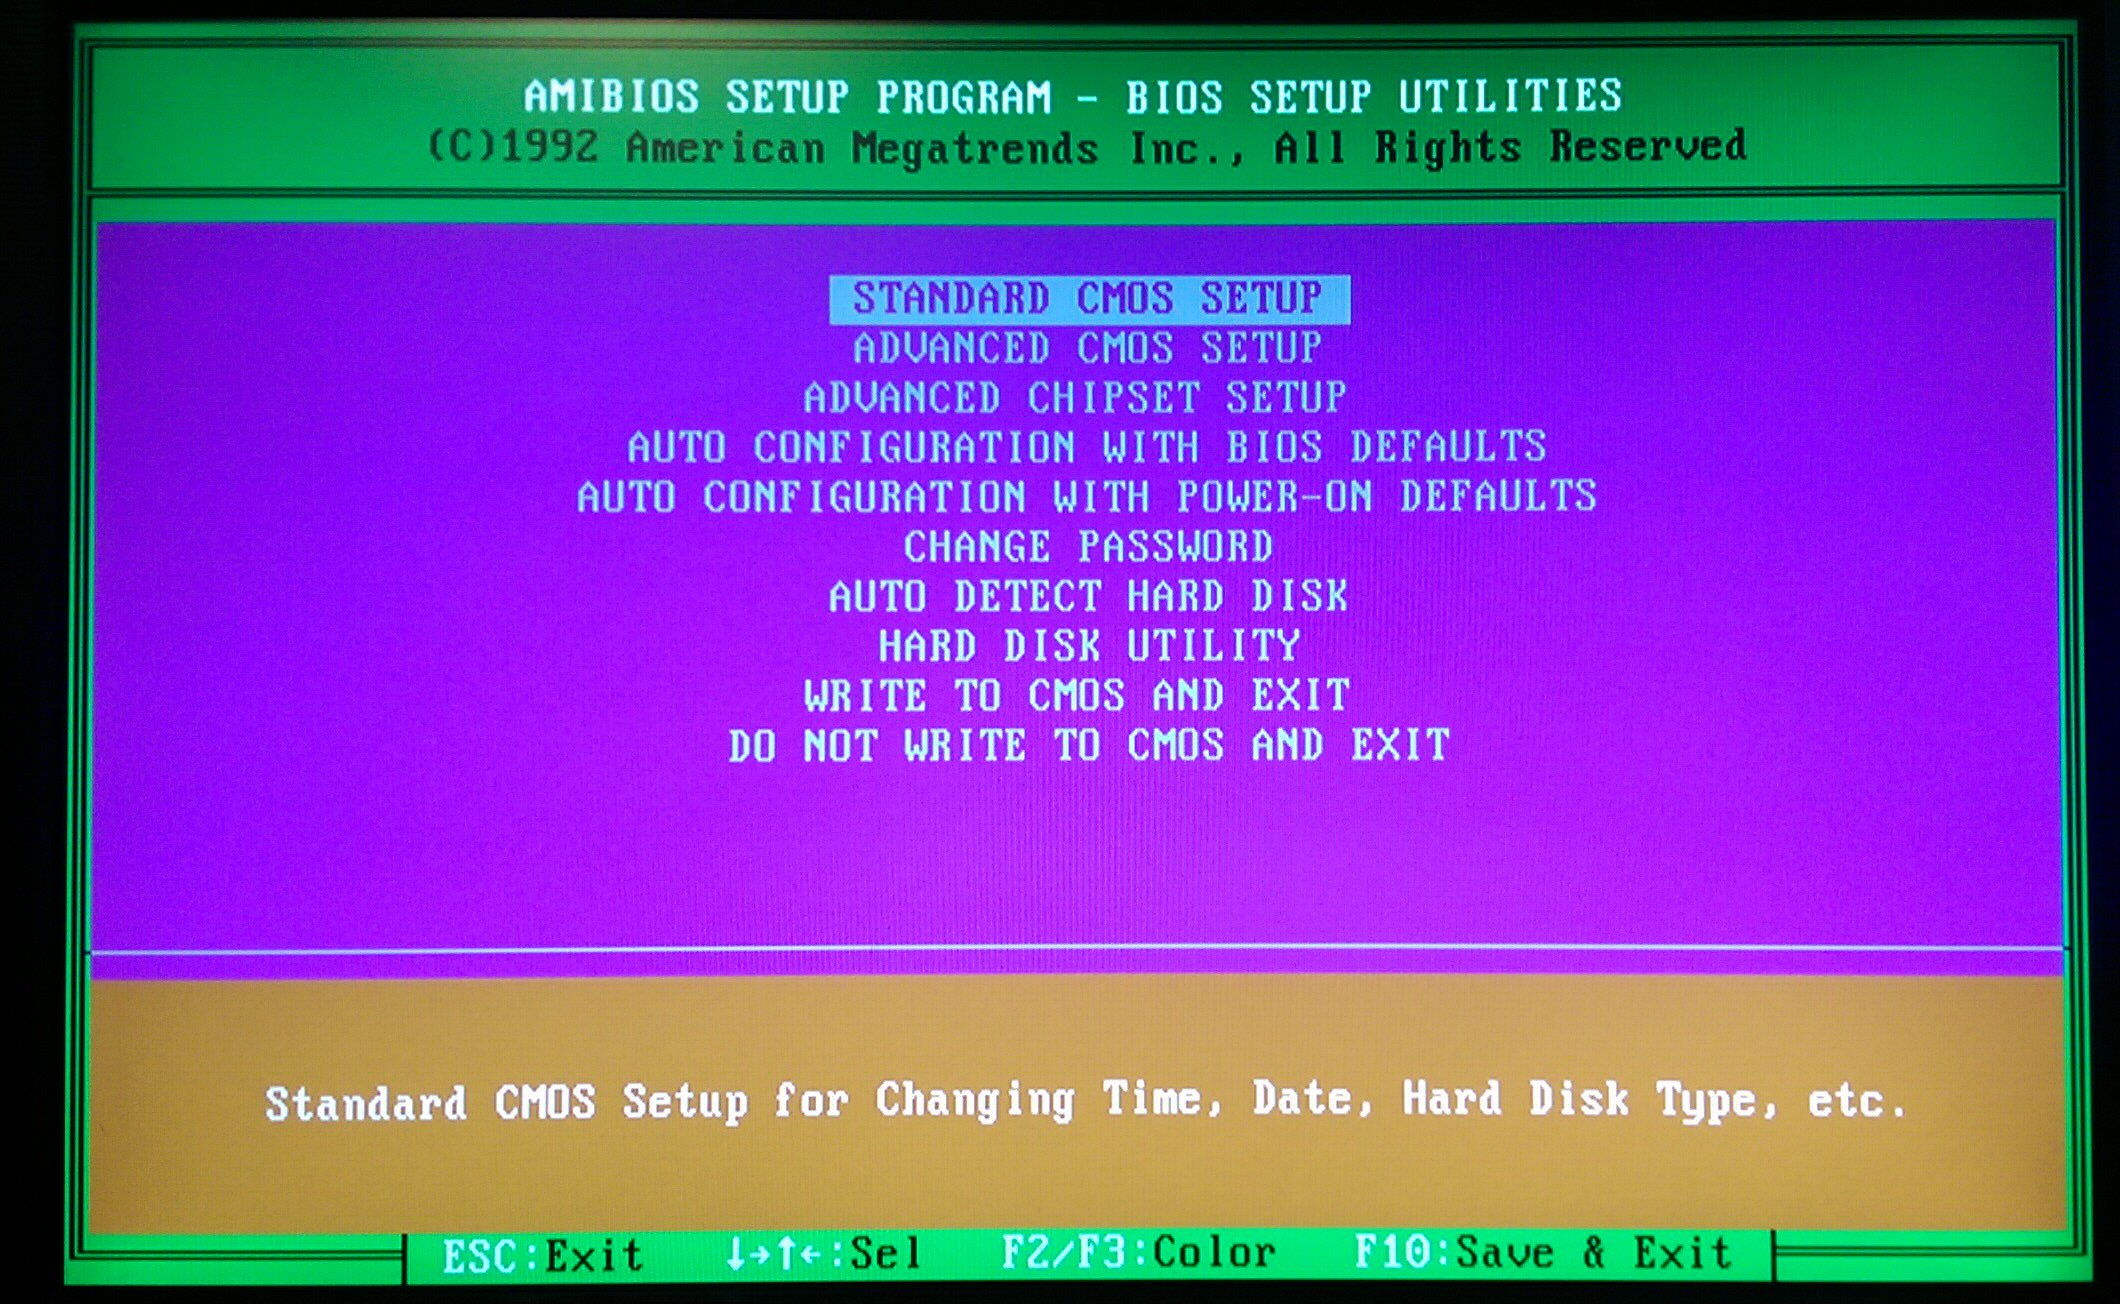 AMIBIOS SETUP PROGRAM - BIOS SETUP UTILITIES
(C)1992 American Megatrends Inc., All Rights Reserved
STANDARD CMOS SETUP
ADVANCED CMOS SETUP
ADVANCED CHIPSET SETUP
AUTO CONFIGURATION WITH BIOS DEFAULTS
AUTO CONFIGURATION WITH POWER-ON DEFAULTS
CHANGE PASSWORD
AUTO DETECT HARD DISK
HARD DISK UTILITY
WRITE TO CMOS AND EXIT
DO NOT WRITE TO CMOS AND EXIT
Standard CMOS Setup for Changing Time, Date, Hard Disk Type, etc.
ESC:Exit ↓→↑←:Sel F2/F3:Color F10:Save & Exit